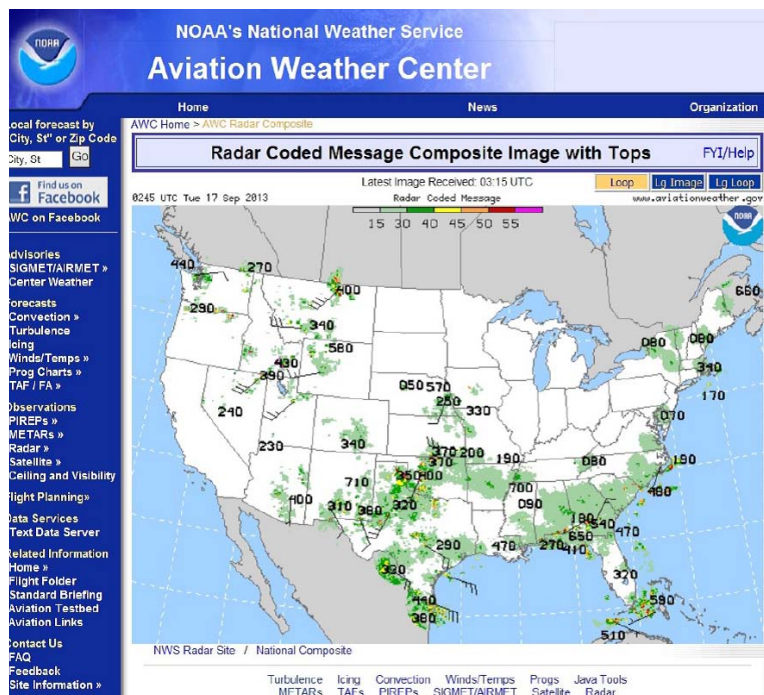 NOAA
NOAA's National Weather Service
Aviation Weather Center
Home News Organization
Local forecast by
"City, St" or Zip Code
City, St Go
Find us on
Facebook
AWC on Facebook
Advisories
SIGMET/AIRMET »
Center Weather
Forecasts
Convection »
Turbulence
Icing
Winds/Temps »
Prog Charts »
TAF / FA »
Observations
PIREPs »
METARs »
Radar »
Satellite »
Ceiling and Visibility
Flight Planning»
Data Services
Text Data Server
Related Information
Home »
Flight Folder
Standard Briefing
Aviation Testbed
Aviation Links
Contact Us
FAQ
Feedback
Site Information »
AWC Home > AWC Radar Composite
Radar Coded Message Composite Image with Tops FYI/Help
Latest Image Received: 03:15 UTC Loop Lg Image Lg Loop
0245 UTC Tue 17 Sep 2013 Radar Coded Message www.aviationweather.gov
15 30 40 45 50 55
NOAA
440 270
400
660
290
340
580
080 080
430
340
390
170
050 570
250
240
330
070
230
340
370 200
370
190
080
190
710
350 400
700
480
400
310 380
320
090
180
540
470
650
290
470
270
410
330
320
440
590
380
510
NWS Radar Site / National Composite
Turbulence Icing Convection Winds/Temps Progs Java Tools
METARs TAFs PIREPs SIGMET/AIRMET Satellite Radar